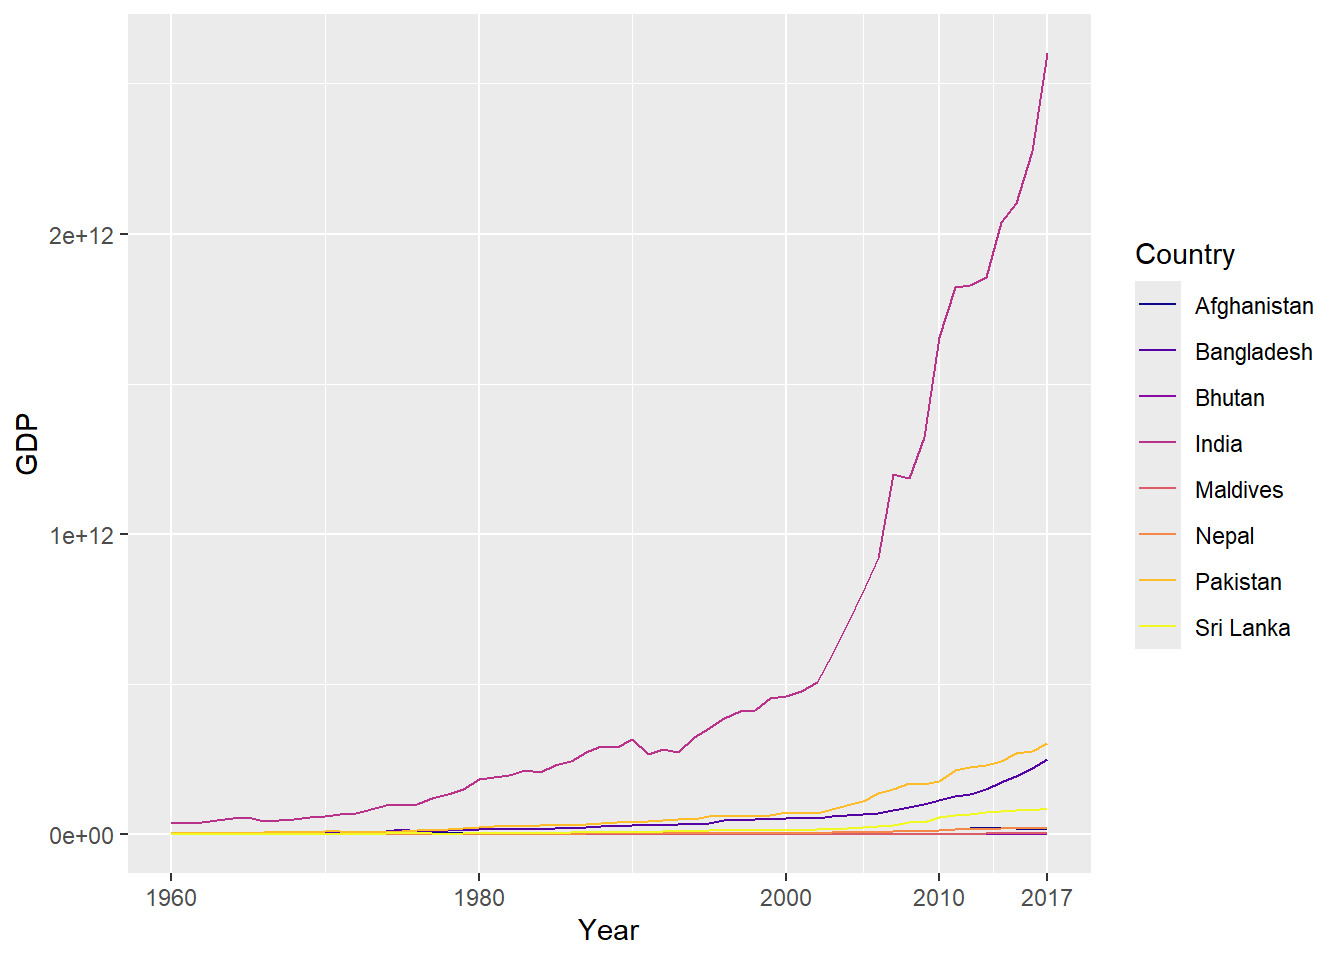 GDP
2e+12
1e+12
0e+00
1960 1980 2000 2010 2017
Year
Country
Afghanistan
Bangladesh
Bhutan
India
Maldives
Nepal
Pakistan
Sri Lanka